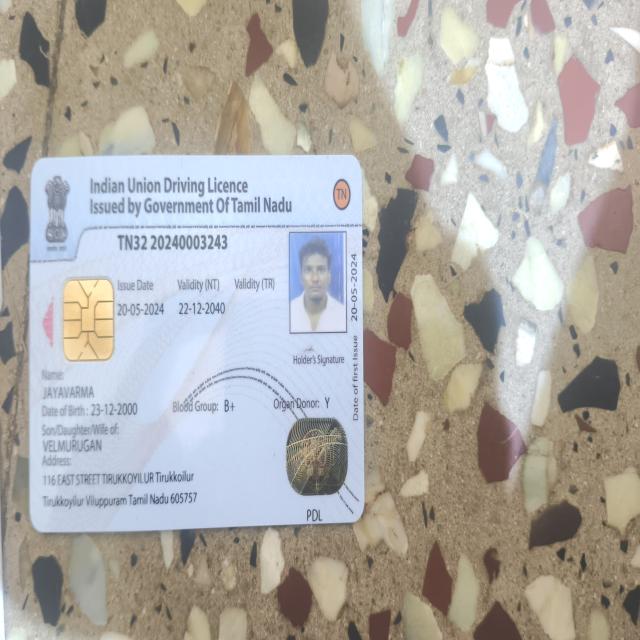 Indian Union Driving Licence
Issued by Government Of Tamil Nadu
TN
TN32 20240003243
Issue Date Validity (NT) Validity (TR)
20-05-2024 22-12-2040
Holder's Signature
Date of first Issue 20-05-2024
Name:
JAYAVARMA
Date of Birth: 23-12-2000 Blood Group: B+ Organ Donor: Y
Son/Daughter/Wife of:
VELMURUGAN
Address:
116 EAST STREET TIRUKKOYILUR Tirukkoilur
Tirukkoyilur Viluppuram Tamil Nadu 605757
PDL